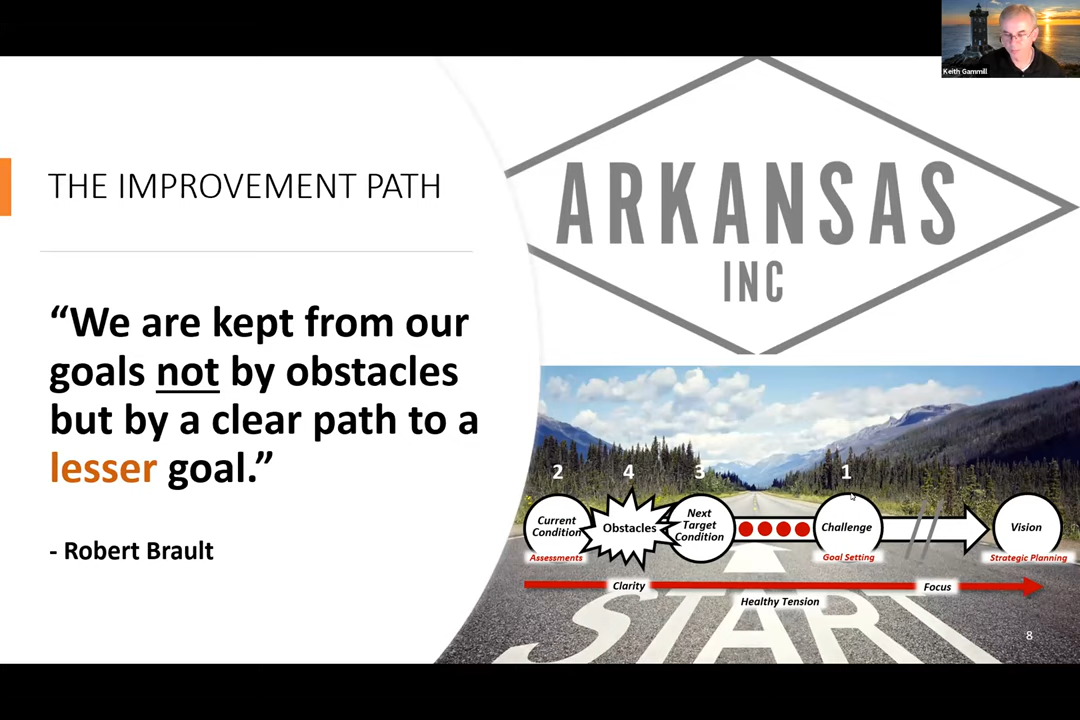 Keith Gammill
ARKANSAS
INC
THE IMPROVEMENT PATH
“We are kept from our
goals not by obstacles
but by a clear path to a
lesser goal.”
- Robert Brault
2
4
3
1
Current
Condition
Obstacles
Next
Target
Condition
Challenge
Vision
Assessments
Goal Setting
Strategic Planning
Clarity
Healthy Tension
Focus
START
8